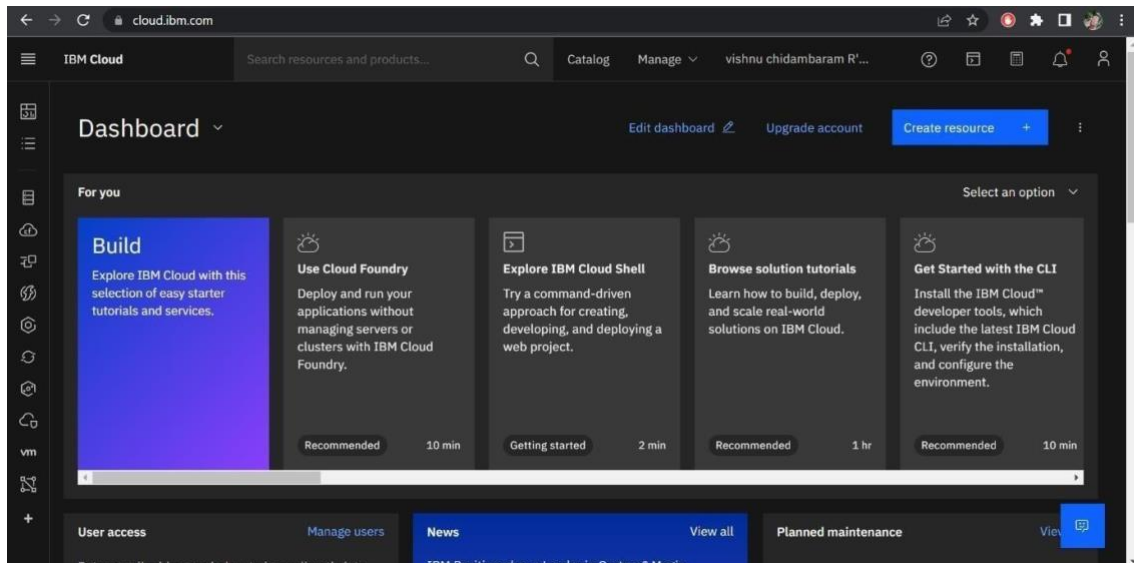 cloud.ibm.com
IBM Cloud
Search resources and products...
Catalog
Manage
vishnu chidambaram R'...
Dashboard
Edit dashboard
Upgrade account
Create resource +
For you
Select an option
Build
Explore IBM Cloud with this
selection of easy starter
tutorials and services.
Use Cloud Foundry
Deploy and run your
applications without
managing servers or
clusters with IBM Cloud
Foundry.
Recommended
10 min
Explore IBM Cloud Shell
Try a command-driven
approach for creating,
developing, and deploying a
web project.
Getting started
2 min
Browse solution tutorials
Learn how to build, deploy,
and scale real-world
solutions on IBM Cloud.
Recommended
1 hr
Get Started with the CLI
Install the IBM Cloud™
developer tools, which
include the latest IBM Cloud
CLI, verify the installation,
and configure the
environment.
Recommended
10 min
vm
User access
Manage users
News
View all
Planned maintenance